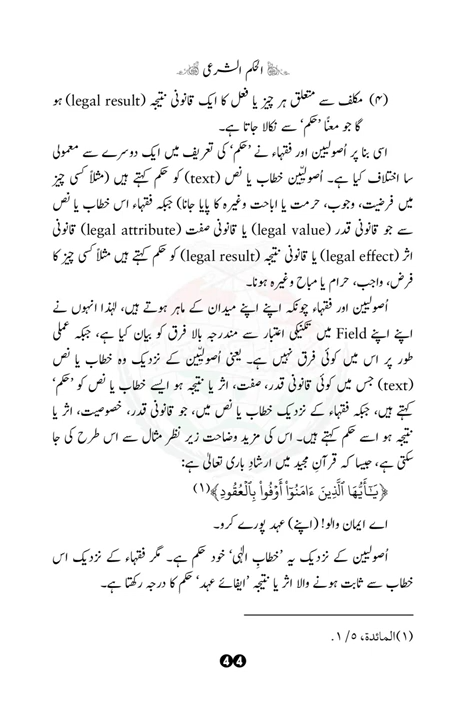 الحکم الشرعی
(۴) مکلف سے متعلق ہر چیز یا فعل کا ایک قانونی نتیجہ (legal result) ہو
گا جو معنًا ’حکم‘ سے نکالا جاتا ہے۔
اسی بنا پر اُصولیین اور فقہاء نے ’حکم‘ کی تعریف میں ایک دوسرے سے معمولی
سا اختلاف کیا ہے۔ اُصولیّین خطاب یا نص (text) کو حکم کہتے ہیں (مثلاً کسی چیز
میں فرضیت، وجوب، حرمت یا اباحت وغیرہ کا پایا جانا) جبکہ فقہاء اس خطاب یا نص
سے جو قانونی قدر (legal value) یا قانونی صفت (legal attribute) قانونی
اثر (legal effect) یا قانونی نتیجہ (legal result) کو حکم کہتے ہیں مثلاً کسی چیز کا
فرض، واجب، حرام یا مباح وغیرہ ہونا۔
اُصولیین اور فقہاء چونکہ اپنے اپنے میدان کے ماہر ہوتے ہیں، لہٰذا انہوں نے
اپنے اپنے Field میں تکنیکی اعتبار سے مندرجہ بالا فرق کو بیان کیا ہے، جبکہ عملی
طور پر اس میں کوئی فرق نہیں ہے۔ یعنی اُصولیّین کے نزدیک وہ خطاب یا نص
(text) جس میں کوئی قانونی قدر، صفت، اثر یا نتیجہ ہو ایسے خطاب یا نص کو ’حکم‘
کہتے ہیں، جبکہ فقہاء کے نزدیک خطاب یا نص میں، جو قانونی قدر، خصوصیت، اثر یا
نتیجہ ہو اسے حکم کہتے ہیں۔ اس کی مزید وضاحت زیر نظر مثال سے اس طرح کی جا
سکتی ہے، جیسا کہ قرآنِ مجید میں ارشادِ باری تعالیٰ ہے:
﴿يَـٰٓأَيُّهَا ٱلَّذِينَ ءَامَنُوٓاْ أَوۡفُواْ بِٱلۡعُقُودِ﴾(۱)
اے ایمان والو! (اپنے) عہد پورے کرو۔
اُصولیین کے نزدیک یہ ’خطابِ الٰہی‘ خود حکم ہے۔ مگر فقہاء کے نزدیک اس
خطاب سے ثابت ہونے والا اثر یا نتیجہ ’ایفائے عہد‘ حکم کا درجہ رکھتا ہے۔
(۱) المائدة، ۵/ ۱۔
۴۴